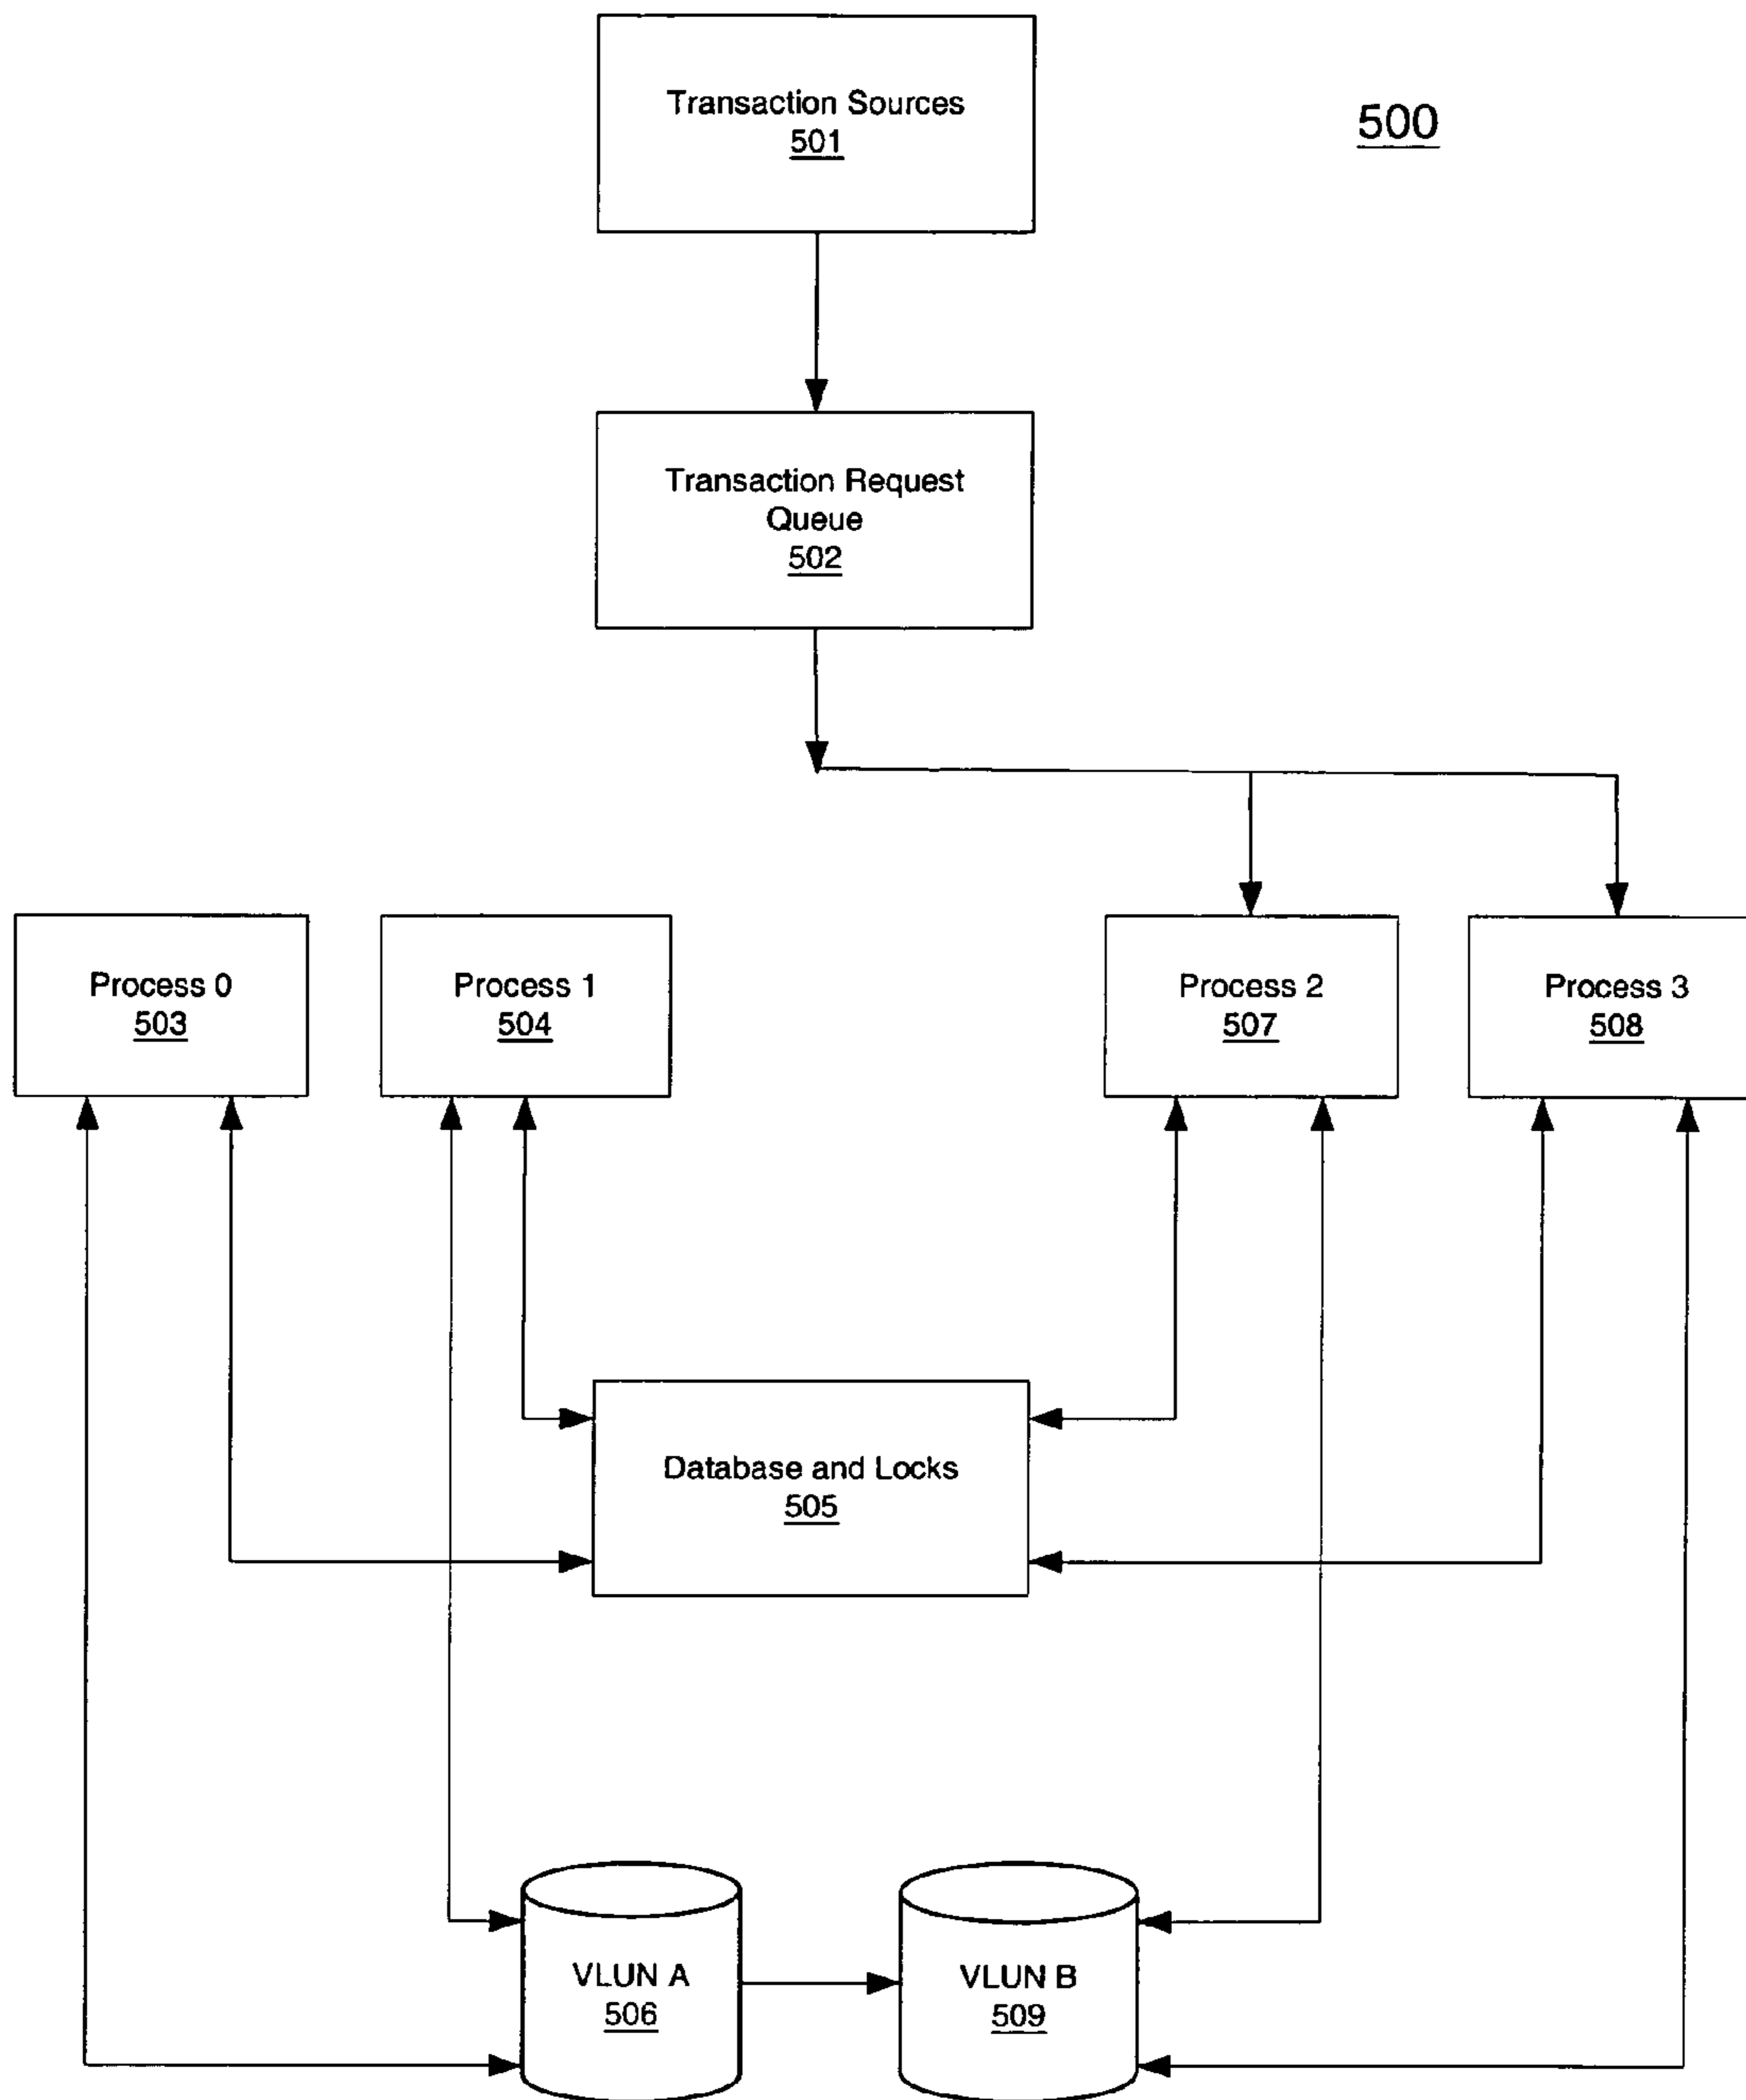 Transaction Sources
501
500
Transaction Request
Queue
502
Process 0
503
Process 1
504
Process 2
507
Process 3
508
Database and Locks
505
VLUN A
506
VLUN B
509